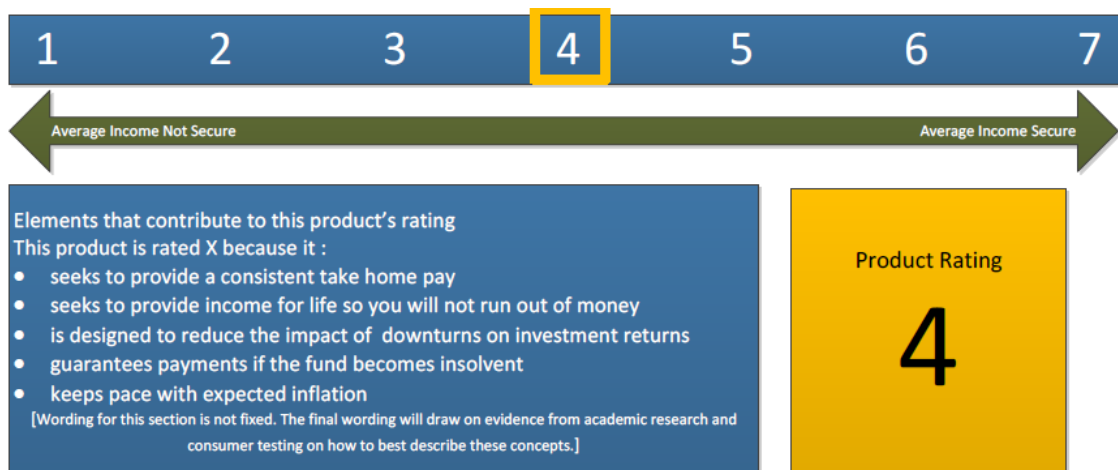 1 2 3 4 5 6 7
Average Income Not Secure Average Income Secure
Elements that contribute to this product's rating
This product is rated X because it :
• seeks to provide a consistent take home pay
• seeks to provide income for life so you will not run out of money
• is designed to reduce the impact of downturns on investment returns
• guarantees payments if the fund becomes insolvent
• keeps pace with expected inflation
[Wording for this section is not fixed. The final wording will draw on evidence from academic research and
consumer testing on how to best describe these concepts.]
Product Rating
4